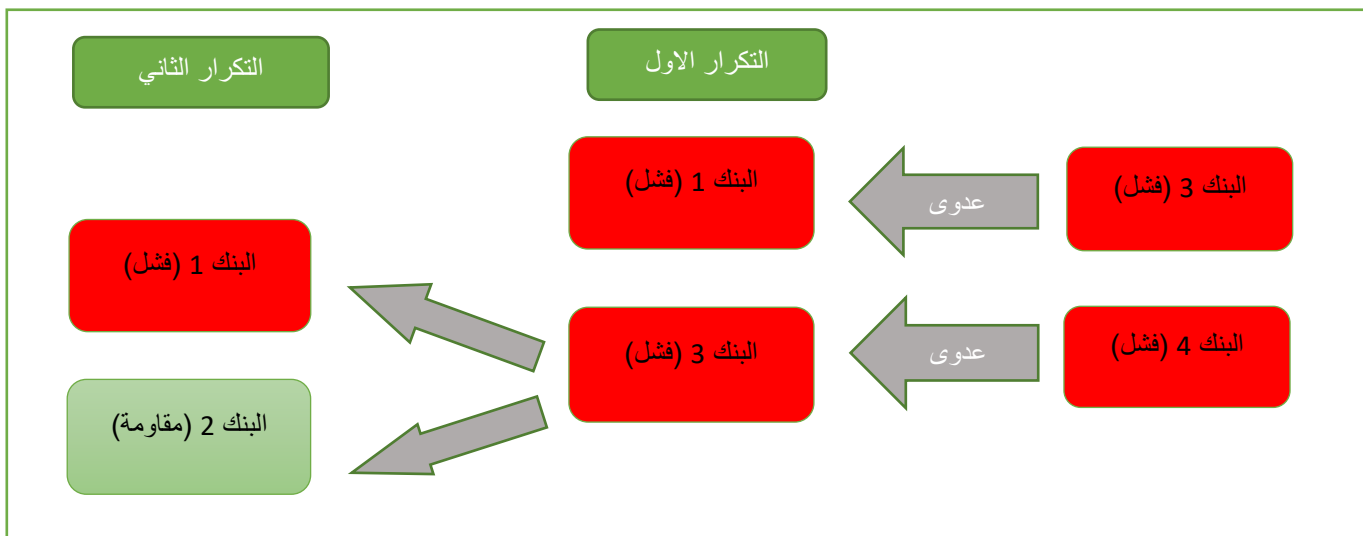 التكرار الاول
التكرار الثاني
البنك 3 (فشل)
عدوى
البنك 1 (فشل)
البنك 4 (فشل)
عدوى
البنك 3 (فشل)
البنك 1 (فشل)
البنك 2 (مقاومة)